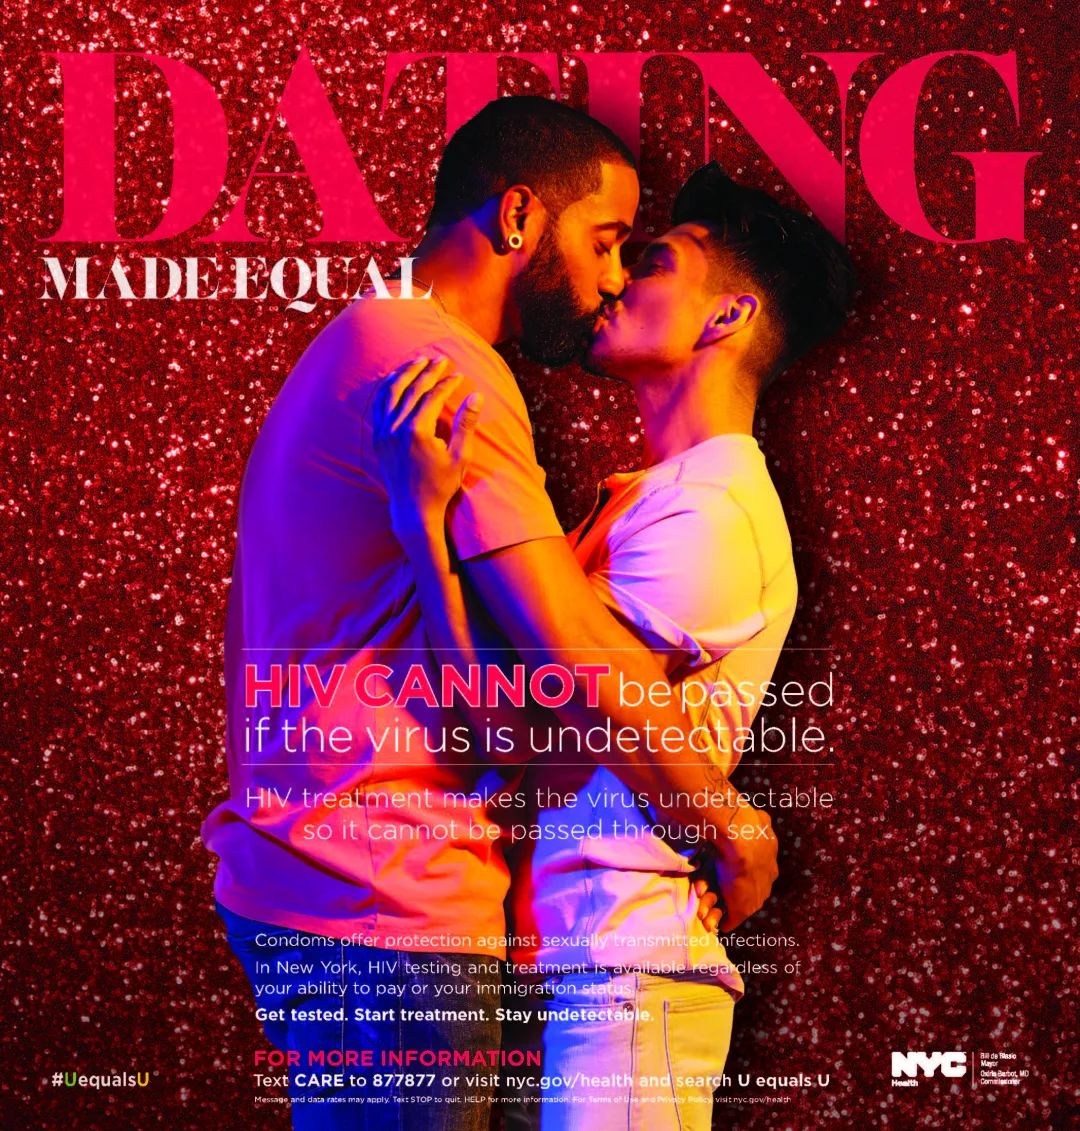 DATING
MADE EQUAL
HIV CANNOT be passed
if the virus is undetectable.
HIV treatment makes the virus undetectable
so it cannot be passed through sex.
Condoms offer protection against sexually transmitted infections.
In New York, HIV testing and treatment is available regardless of
your ability to pay or your immigration status.
Get tested. Start treatment. Stay undetectable.
FOR MORE INFORMATION
Text CARE to 877877 or visit nyc.gov/health and search U equals U
Message and data rates may apply. Text STOP to quit, HELP for more information. For Terms of Use and Privacy Policy, visit nyc.gov/health
#UequalsU
NYC
Health
Bill de Blasio
Mayor
Oxiris Barbot, MD
Commissioner